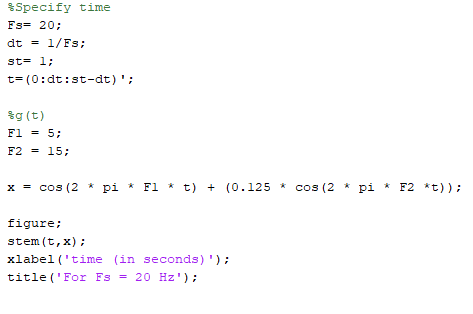 %Specify time
Fs= 20;
dt = 1/Fs;
st= 1;
t=(0:dt:st-dt)';
%g(t)
F1 = 5;
F2 = 15;
x = cos(2 * pi * F1 * t) + (0.125 * cos(2 * pi * F2 *t));
figure;
stem(t,x);
xlabel('time (in seconds)');
title('For Fs = 20 Hz');